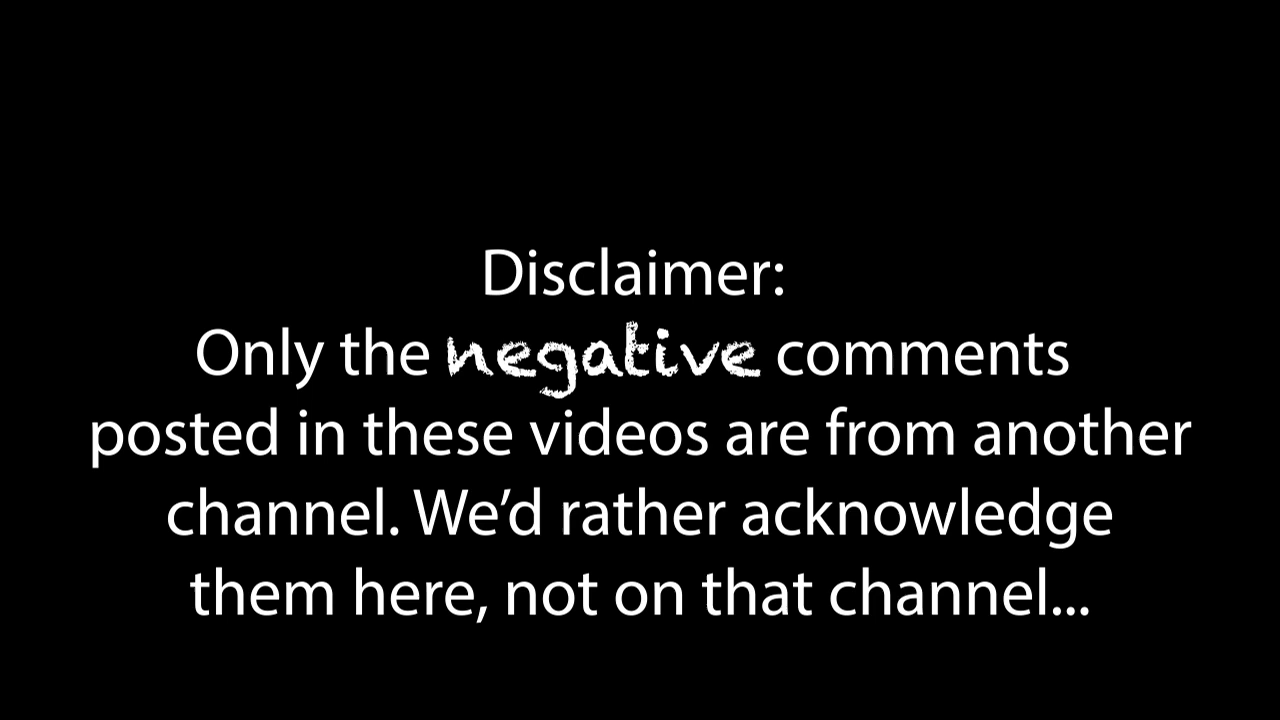 Disclaimer:
Only the negative comments
posted in these videos are from another
channel. We’d rather acknowledge
them here, not on that channel...